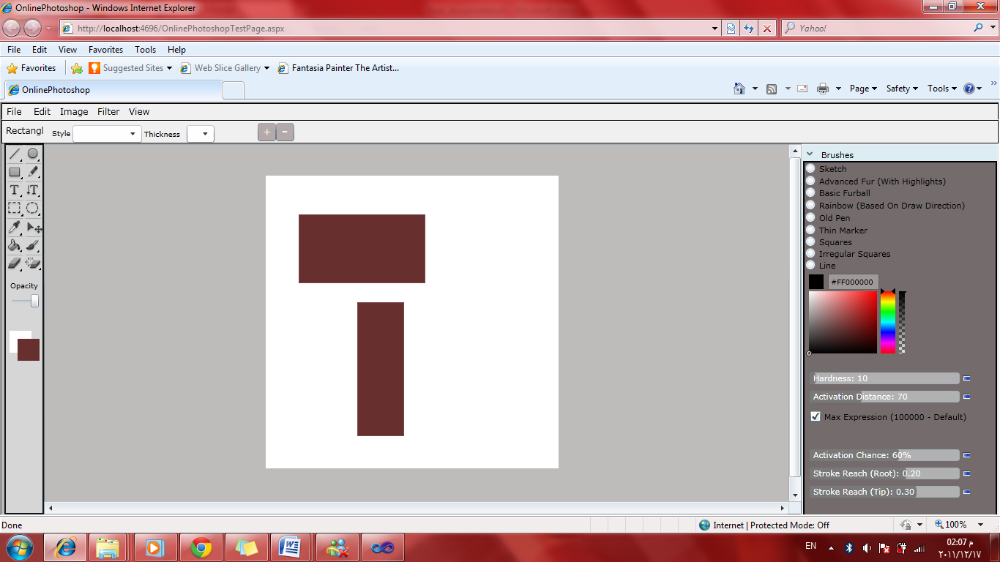 OnlinePhotoshop - Windows Internet Explorer
http://localhost:4696/OnlinePhotoshopTestPage.aspx
Yahoo!
File Edit View Favorites Tools Help
Favorites Suggested Sites Web Slice Gallery Fantasia Painter The Artist...
OnlinePhotoshop
Page Safety Tools
File Edit Image Filter View
Rectangl Style Thickness + -
T T
Opacity
Brushes
Sketch
Advanced Fur (With Highlights)
Basic Furball
Rainbow (Based On Draw Direction)
Old Pen
Thin Marker
Squares
Irregular Squares
Line
#FF000000
Hardness: 10
Activation Distance: 70
Max Expression (100000 - Default)
Activation Chance: 60%
Stroke Reach (Root): 0.20
Stroke Reach (Tip): 0.30
Done Internet | Protected Mode: Off 100%
EN 02:07 م
٢٠١١/١٢/١٧